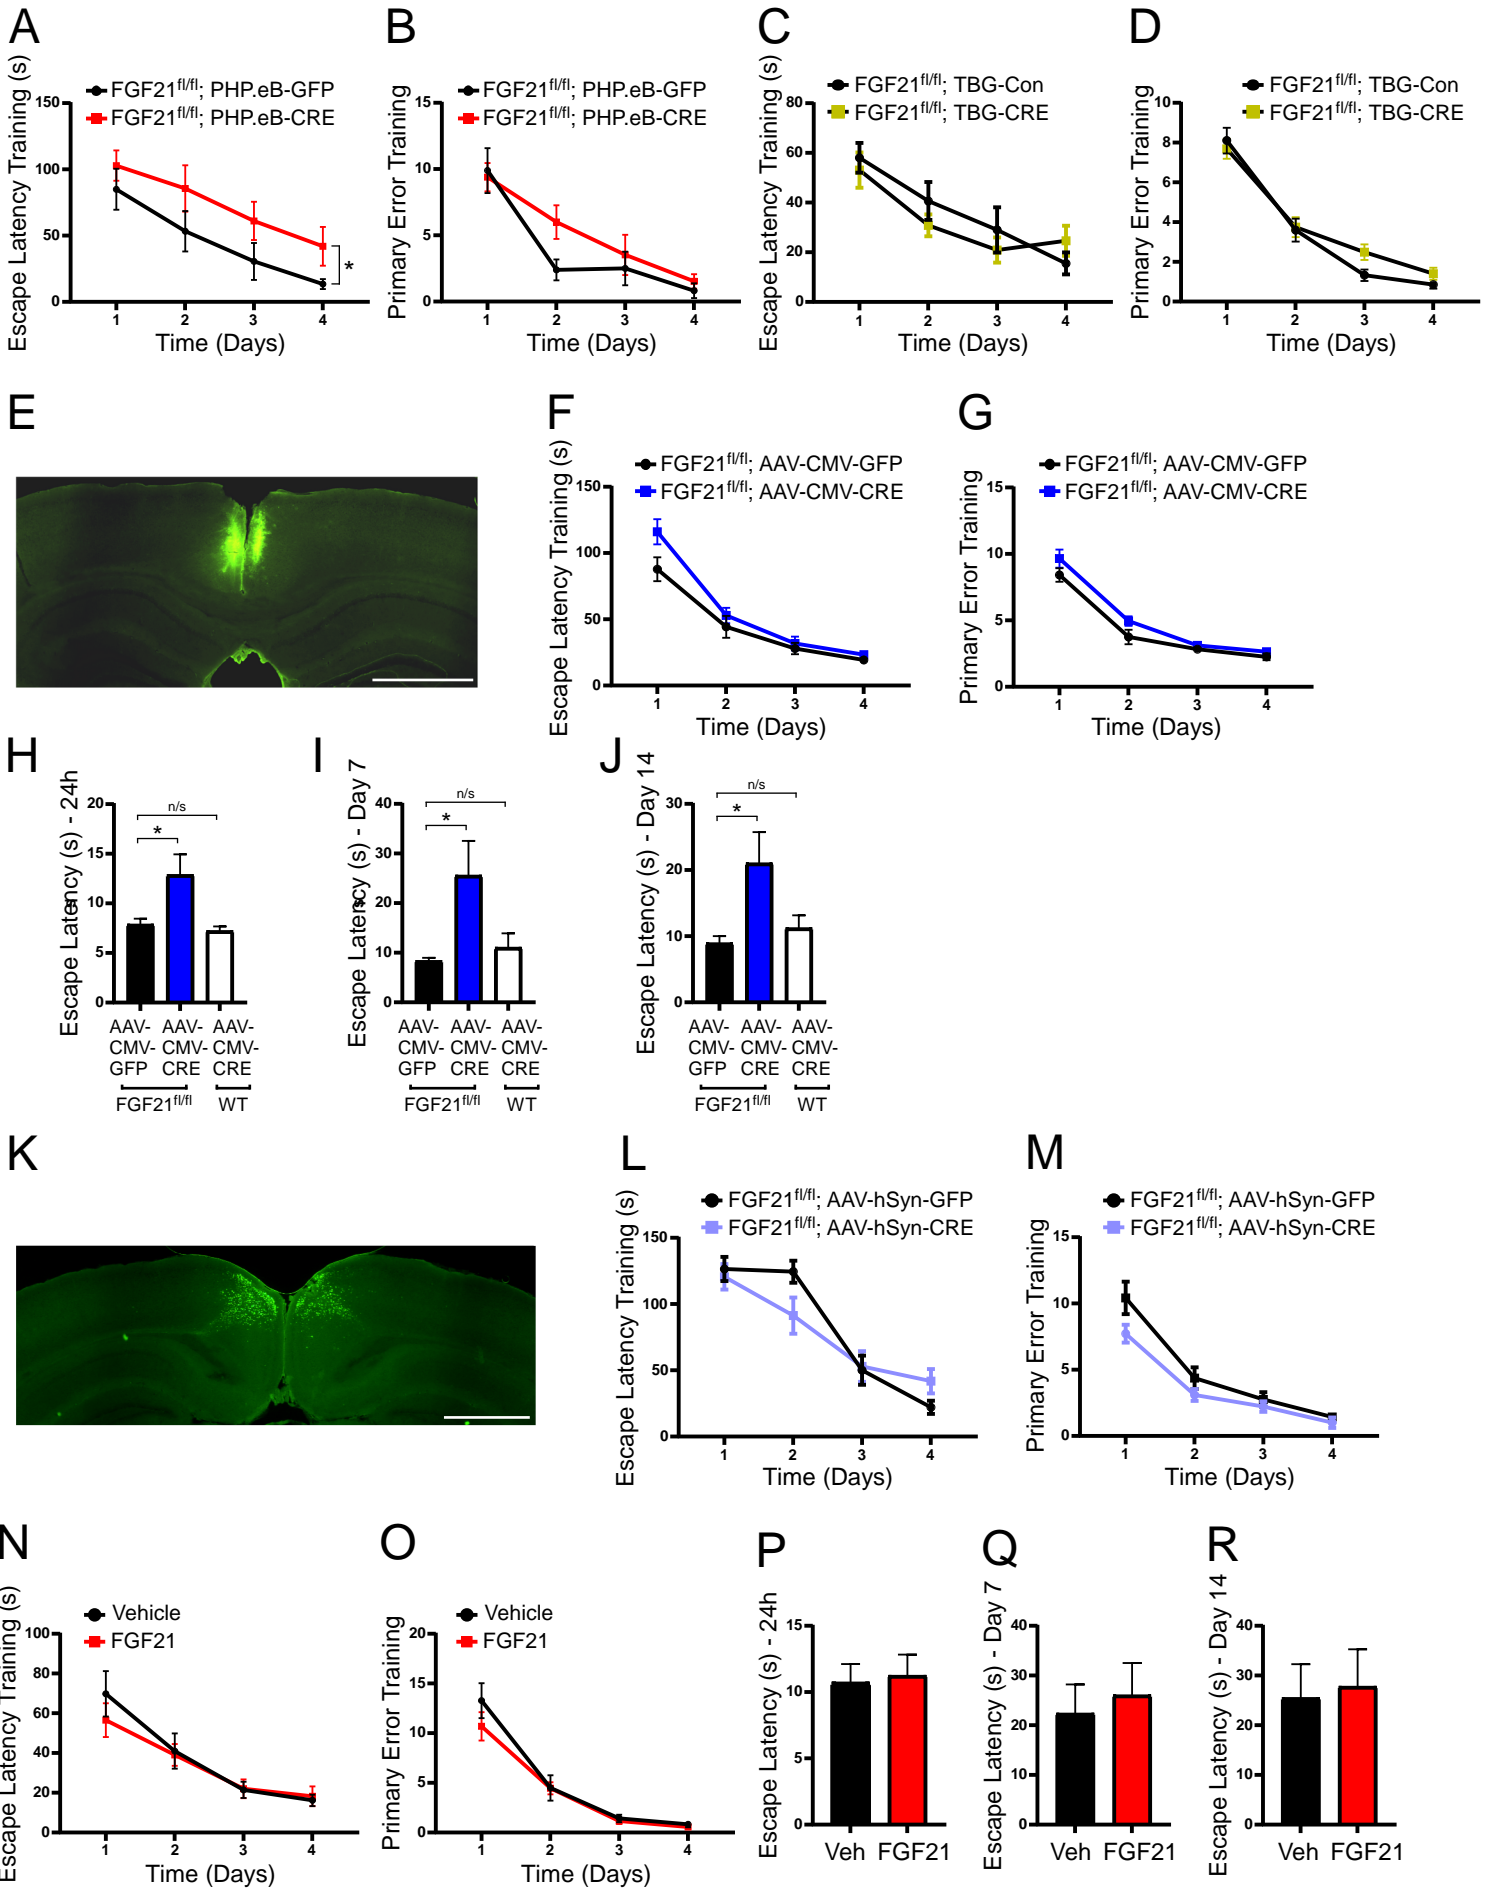 A
Escape Latency Training (s)
FGF21fl/fl; PHP.eB-GFP
FGF21fl/fl; PHP.eB-CRE
150
100
50
0
*
1 2 3 4
Time (Days)
B
Primary Error Training
FGF21fl/fl; PHP.eB-GFP
FGF21fl/fl; PHP.eB-CRE
15
10
5
0
1 2 3 4
Time (Days)
C
Escape Latency Training (s)
FGF21fl/fl; TBG-Con
FGF21fl/fl; TBG-CRE
80
60
40
20
0
1 2 3 4
Time (Days)
D
Primary Error Training
FGF21fl/fl; TBG-Con
FGF21fl/fl; TBG-CRE
10
8
6
4
2
0
1 2 3 4
Time (Days)
E
F
Escape Latency Training (s)
FGF21fl/fl; AAV-CMV-GFP
FGF21fl/fl; AAV-CMV-CRE
150
100
50
0
1 2 3 4
Time (Days)
G
Primary Error Training
FGF21fl/fl; AAV-CMV-GFP
FGF21fl/fl; AAV-CMV-CRE
15
10
5
0
1 2 3 4
Time (Days)
H
Escape Latency (s) - 24h
20
15
10
5
0
n/s
*
AAV- AAV- AAV-
CMV- CMV- CMV-
GFP CRE CRE
FGF21fl/fl WT
I
Escape Latency (s) - Day 7
40
30
20
10
0
n/s
*
AAV- AAV- AAV-
CMV- CMV- CMV-
GFP CRE CRE
FGF21fl/fl WT
J
Escape Latency (s) - Day 14
30
20
10
0
n/s
*
AAV- AAV- AAV-
CMV- CMV- CMV-
GFP CRE CRE
FGF21fl/fl WT
K
L
Escape Latency Training (s)
FGF21fl/fl; AAV-hSyn-GFP
FGF21fl/fl; AAV-hSyn-CRE
150
100
50
0
1 2 3 4
Time (Days)
M
Primary Error Training
FGF21fl/fl; AAV-hSyn-GFP
FGF21fl/fl; AAV-hSyn-CRE
15
10
5
0
1 2 3 4
Time (Days)
N
Escape Latency Training (s)
Vehicle
FGF21
100
80
60
40
20
0
1 2 3 4
Time (Days)
O
Primary Error Training
Vehicle
FGF21
20
15
10
5
0
1 2 3 4
Time (Days)
P
Escape Latency (s) - 24h
15
10
5
0
Veh FGF21
Q
Escape Latency (s) - Day 7
40
30
20
10
0
Veh FGF21
R
Escape Latency (s) - Day 14
40
30
20
10
0
Veh FGF21